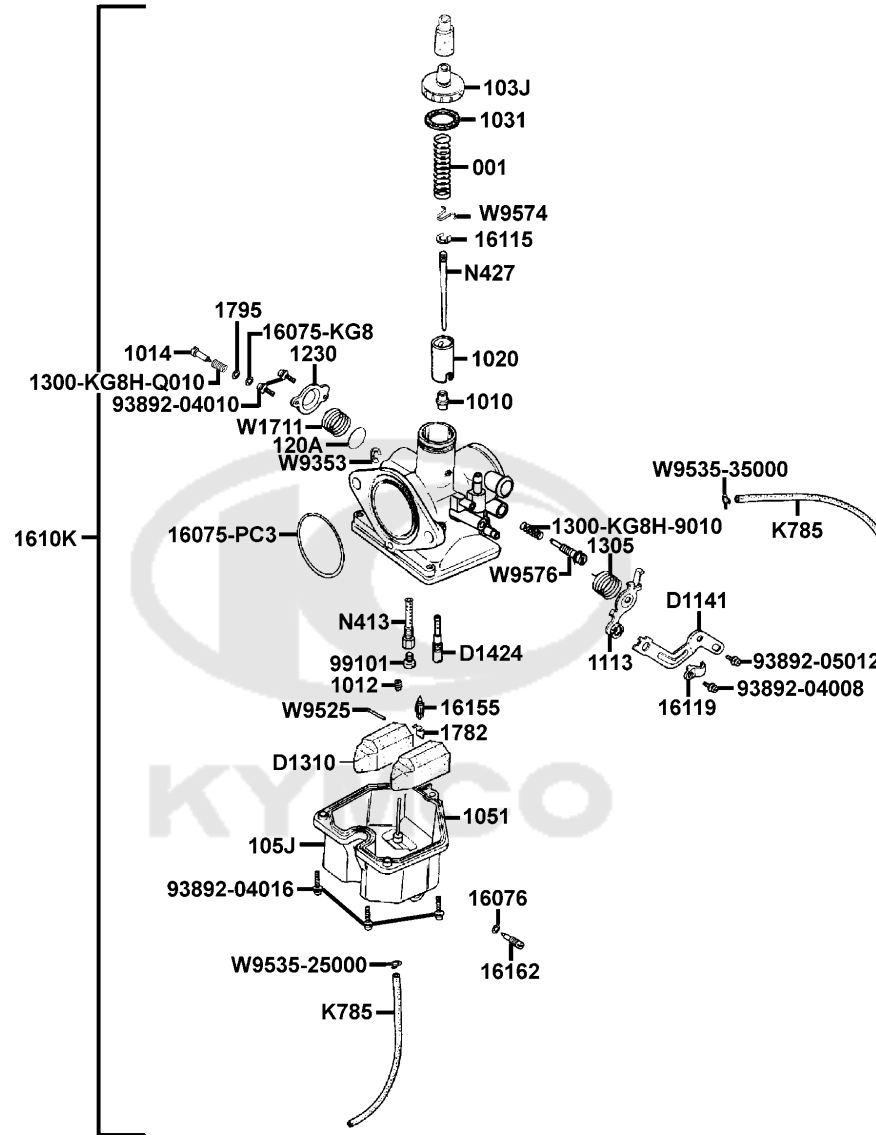 103J
1031
001
W9574
16115
N427
1795
16075-KG8
1014
1230
1020
1300-KG8H-Q010
93892-04010
1010
W1711
120A
W9353
W9535-35000
1300-KG8H-9010
K785
16075-PC3
1610K
1305
W9576
D1141
N413
D1424
1113
93892-05012
99101
93892-04008
1012
16119
W9525
16155
1782
D1310
KYMCO
1051
105J
93892-04016
16076
W9535-25000
16162
K785